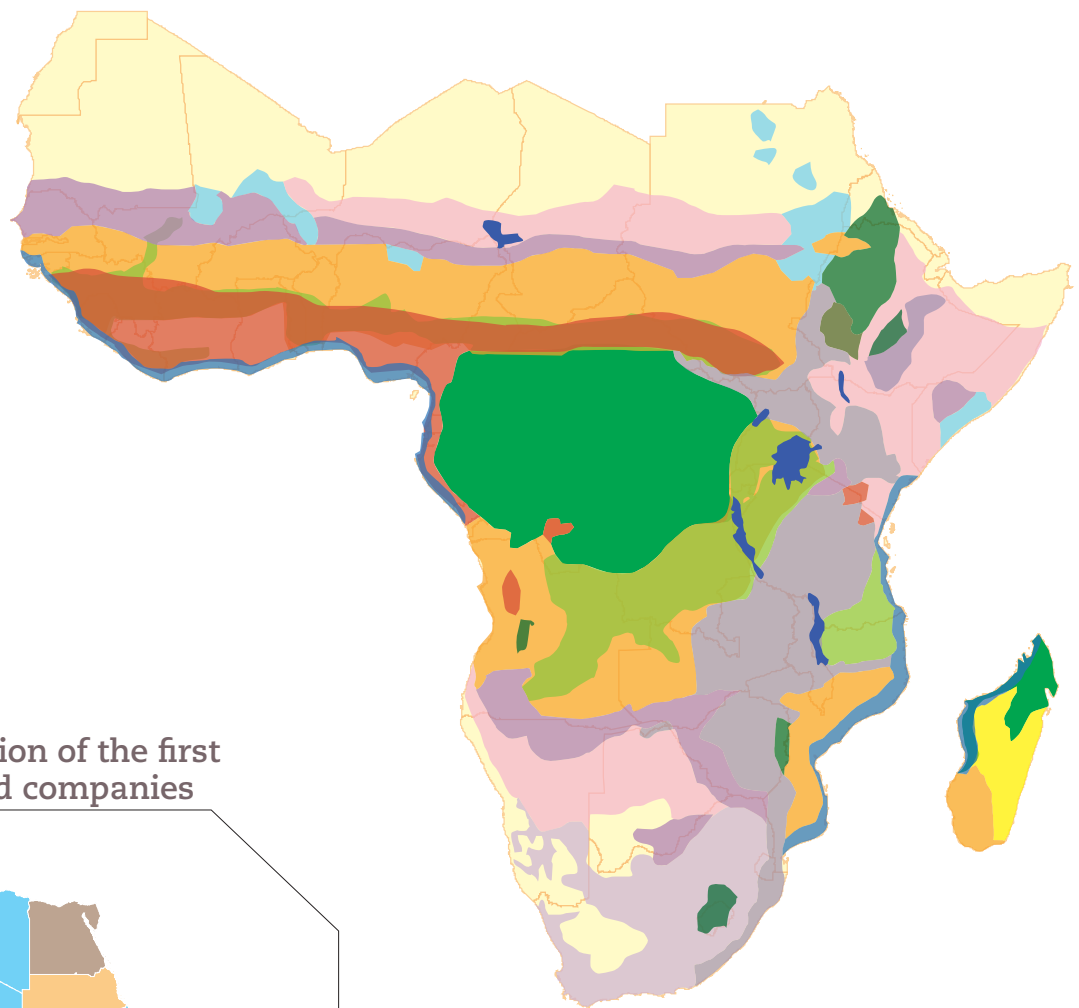 ion of the first
d companies